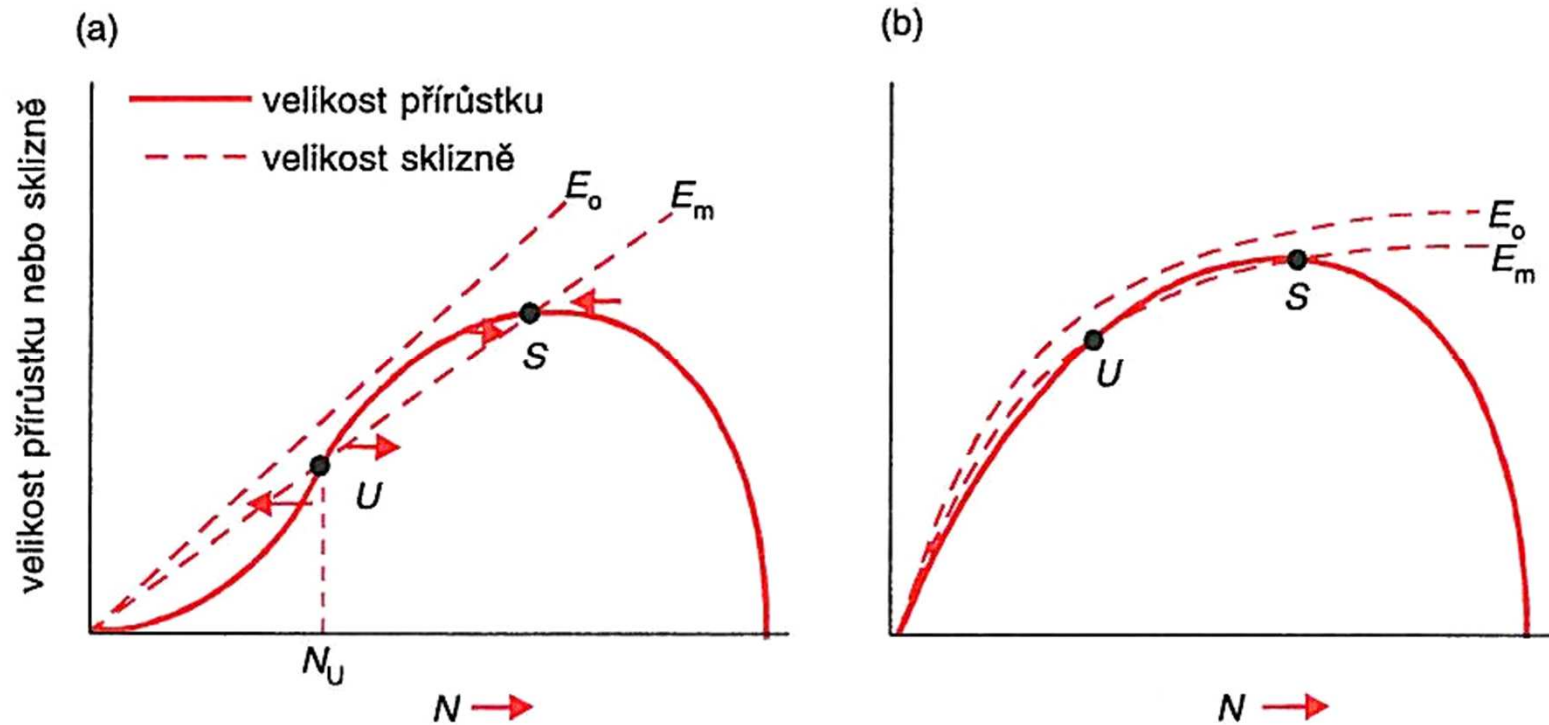 (a)
velikost přírůstku nebo sklizně
velikost přírůstku
velikost sklizně
Eo
Em
S
U
NU
N
(b)
Eo
Em
S
U
N